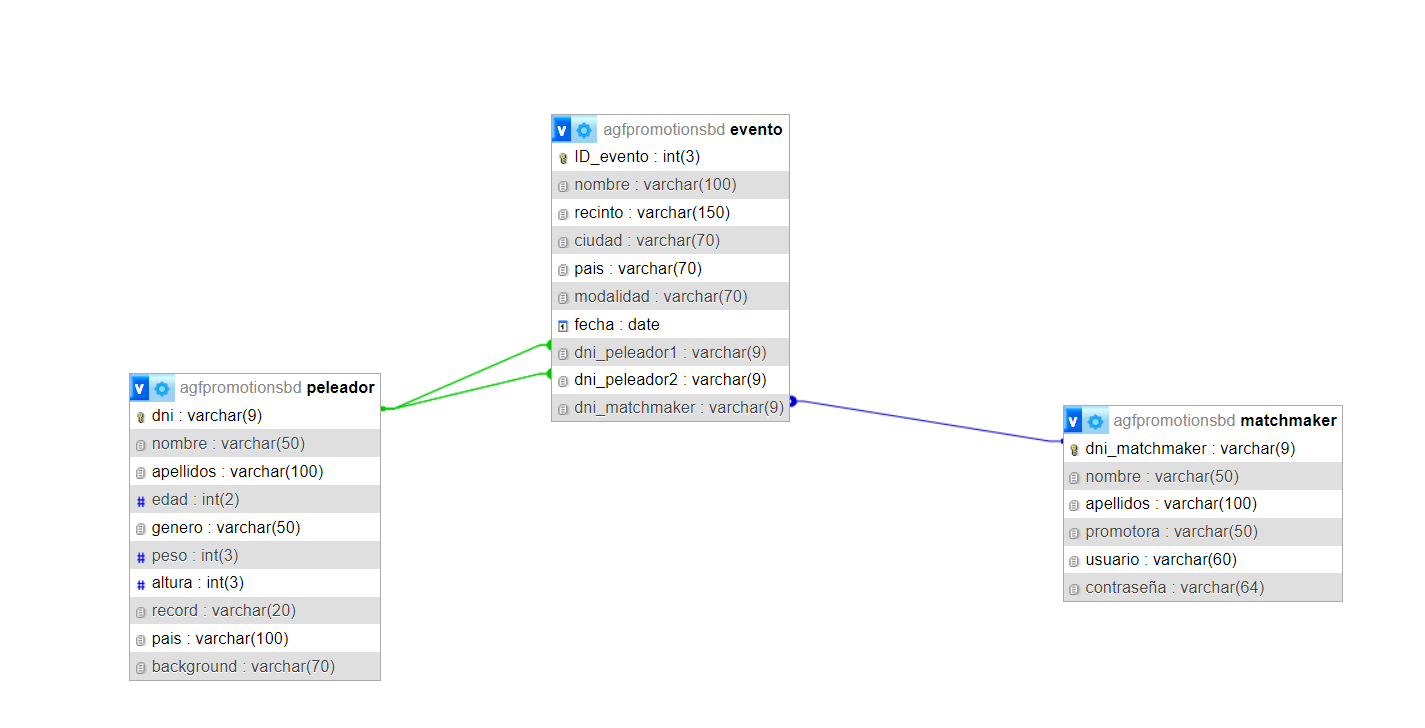 v agfpromotionsbd evento
ID_evento : int(3)
nombre : varchar(100)
recinto : varchar(150)
ciudad : varchar(70)
pais : varchar(70)
modalidad : varchar(70)
fecha : date
dni_peleador1 : varchar(9)
dni_peleador2 : varchar(9)
dni_matchmaker : varchar(9)
v agfpromotionsbd peleador
dni : varchar(9)
nombre : varchar(50)
apellidos : varchar(100)
# edad : int(2)
genero : varchar(50)
# peso : int(3)
# altura : int(3)
record : varchar(20)
pais : varchar(100)
background : varchar(70)
v agfpromotionsbd matchmaker
dni_matchmaker : varchar(9)
nombre : varchar(50)
apellidos : varchar(100)
promotora : varchar(50)
usuario : varchar(60)
contraseña : varchar(64)